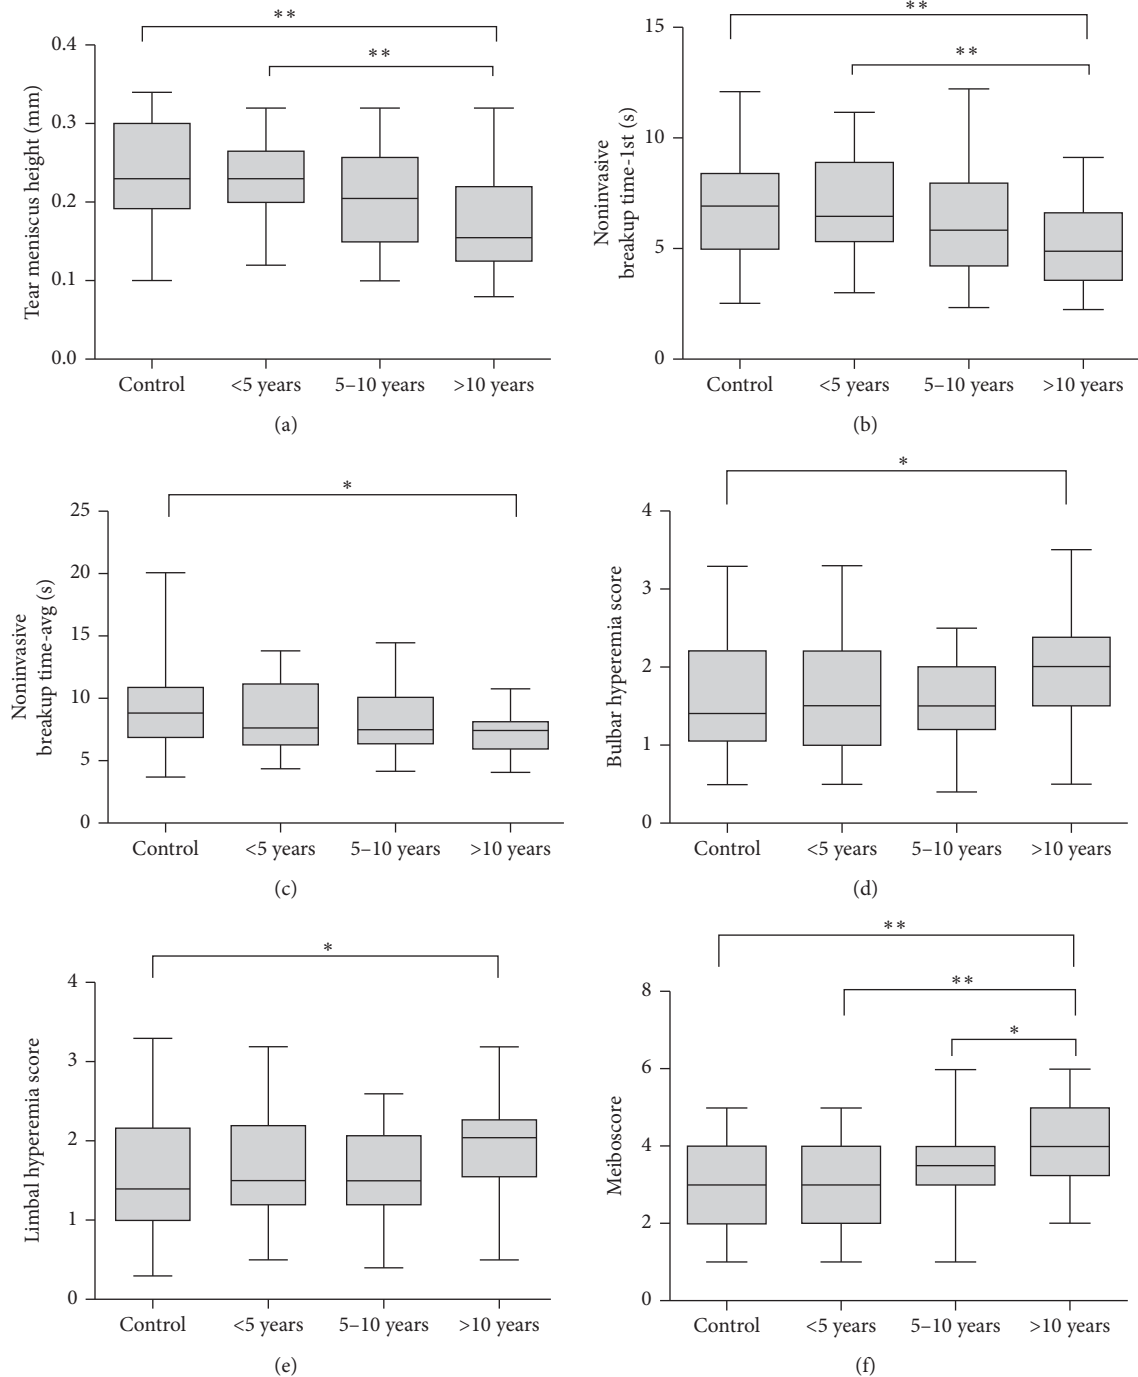 **
**
0.4
0.3
0.2
0.1
0.0
Tear meniscus height (mm)
Control <5 years 5–10 years >10 years
(a)
**
**
15
10
5
0
Noninvasive
breakup time-1st (s)
Control <5 years 5–10 years >10 years
(b)
*
25
20
15
10
5
0
Noninvasive
breakup time-avg (s)
Control <5 years 5–10 years >10 years
(c)
*
4
3
2
1
0
Bulbar hyperemia score
Control <5 years 5–10 years >10 years
(d)
*
4
3
2
1
0
Limbal hyperemia score
Control <5 years 5–10 years >10 years
(e)
**
**
*
8
6
4
2
0
Meiboscore
Control <5 years 5–10 years >10 years
(f)